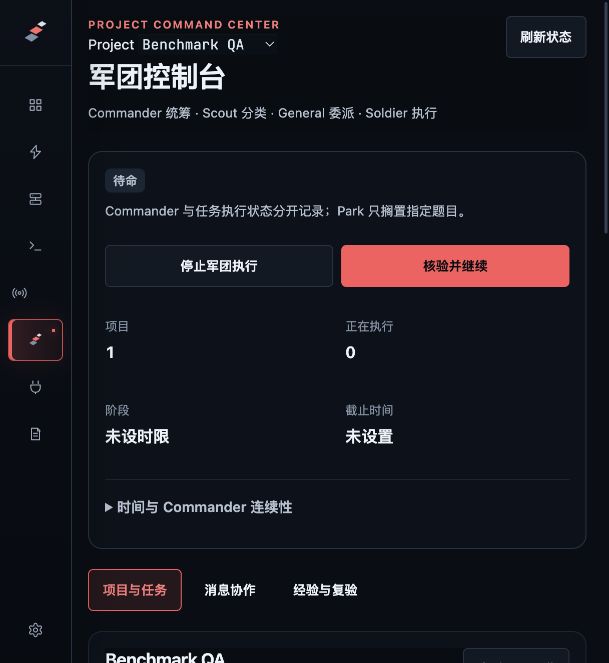 PROJECT COMMAND CENTER
Project Benchmark QA
刷新状态
军团控制台
Commander 统筹 · Scout 分类 · General 委派 · Soldier 执行
待命
Commander 与任务执行状态分开记录；Park 只搁置指定题目。
停止军团执行
核验并继续
项目
正在执行
1
0
阶段
截止时间
未设时限
未设置
时间与 Commander 连续性
项目与任务
消息协作
经验与复验
Benchmark QA